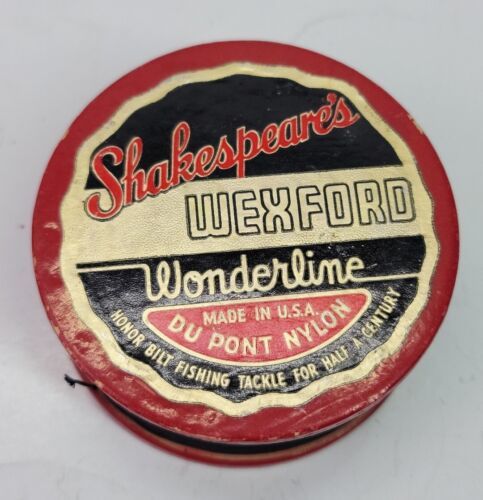 Shakespeare's
WEXFORD
Wonderline
MADE IN U.S.A.
DU PONT NYLON
HONOR BILT FISHING TACKLE FOR HALF A CENTURY